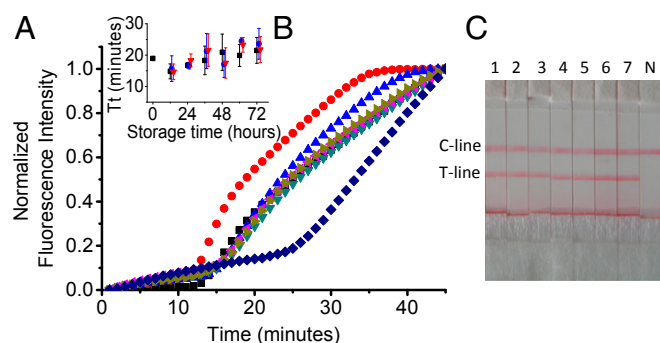 A
B
C
Tt (minutes)
30
20
10
0
0 24 48 72
Storage time (hours)
Normalized
Fluorescence Intensity
1.0
0.8
0.6
0.4
0.2
0.0
0 10 20 30 40
Time (minutes)
1 2 3 4 5 6 7 N
C-line
T-line